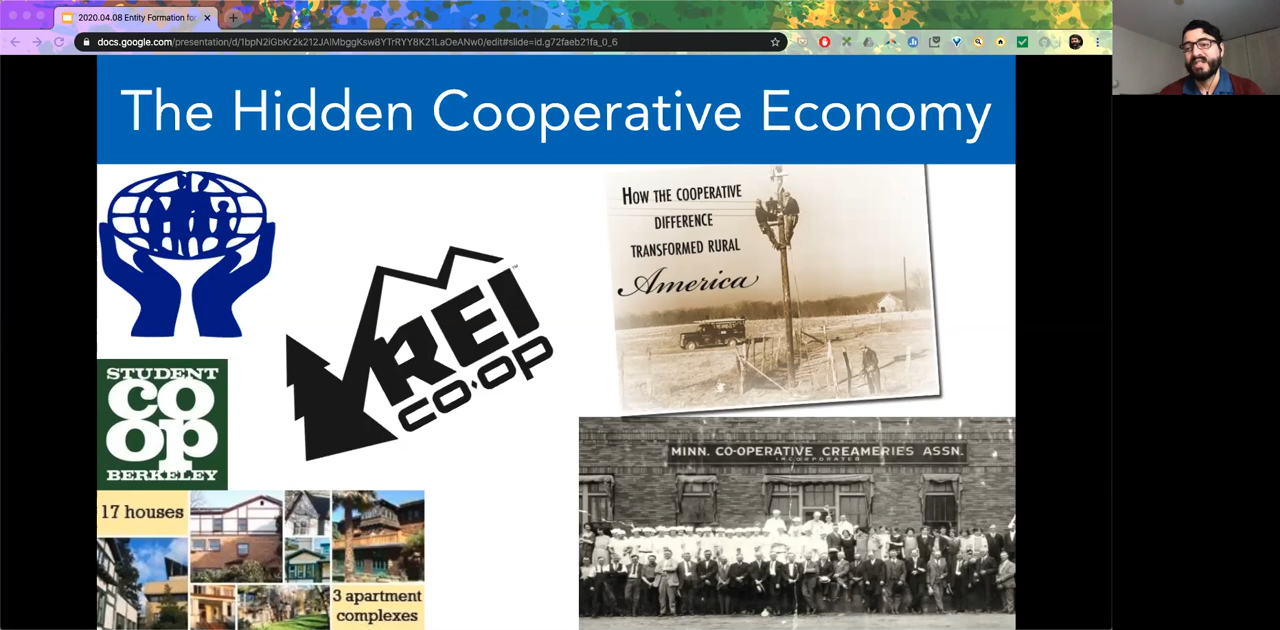 2020.04.08 Entity Formation for
docs.google.com/presentation/d/1bpN2iGbKr2k212JAIMbggKsw8YTrRYY8K21LaOeANw0/edit#slide=id.g72faeb21fa_0_6
The Hidden Cooperative Economy
HOW THE COOPERATIVE
DIFFERENCE
TRANSFORMED RURAL
America
REI
CO·OP
STUDENT
CO
OP
BERKELEY
MINN. CO-OPERATIVE CREAMERIES ASSN.
INCORPORATED
17 houses
3 apartment
complexes